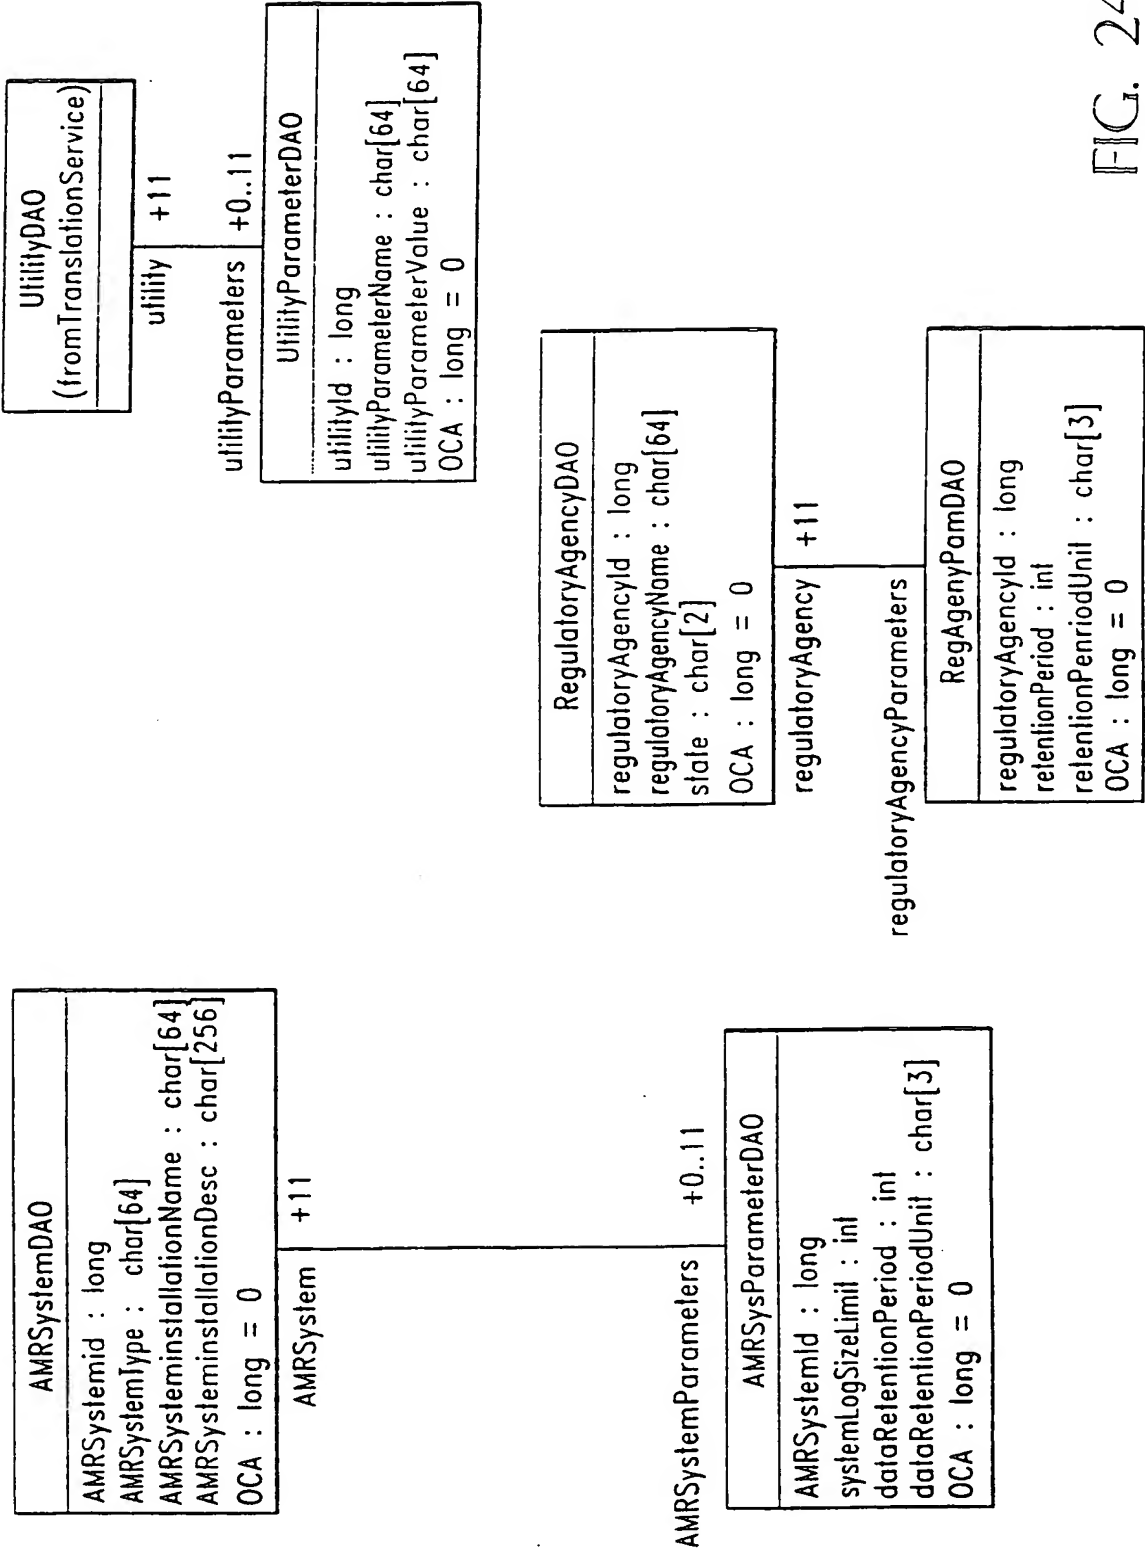 AMRSystemDAO
AMRSystemid : long
AMRSystemType : char[64]
AMRSysteminstallationName : char[64]
AMRSysteminstallationDesc : char[256]
OCA : long = 0
AMRSystem +11
AMRSystemParameters +0..11
AMRSysParameterDAO
AMRSystemId : long
systemLogSizeLimit : int
dataRetentionPeriod : int
dataRetentionPeriodUnit : char[3]
OCA : long = 0
UtilityDAO
(fromTranslationService)
utility +11
utilityParameters +0..11
UtilityParameterDAO
utilityId : long
utilityParameterName : char[64]
utilityParameterValue : char[64]
OCA : long = 0
RegulatoryAgencyDAO
regulatoryAgencyId : long
regulatoryAgencyName : char[64]
state : char[2]
OCA : long = 0
regulatoryAgency +11
regulatoryAgencyParameters
RegAgenyPamDAO
regulatoryAgencyId : long
retentionPeriod : int
retentionPenriodUnit : char[3]
OCA : long = 0
FIG. 24